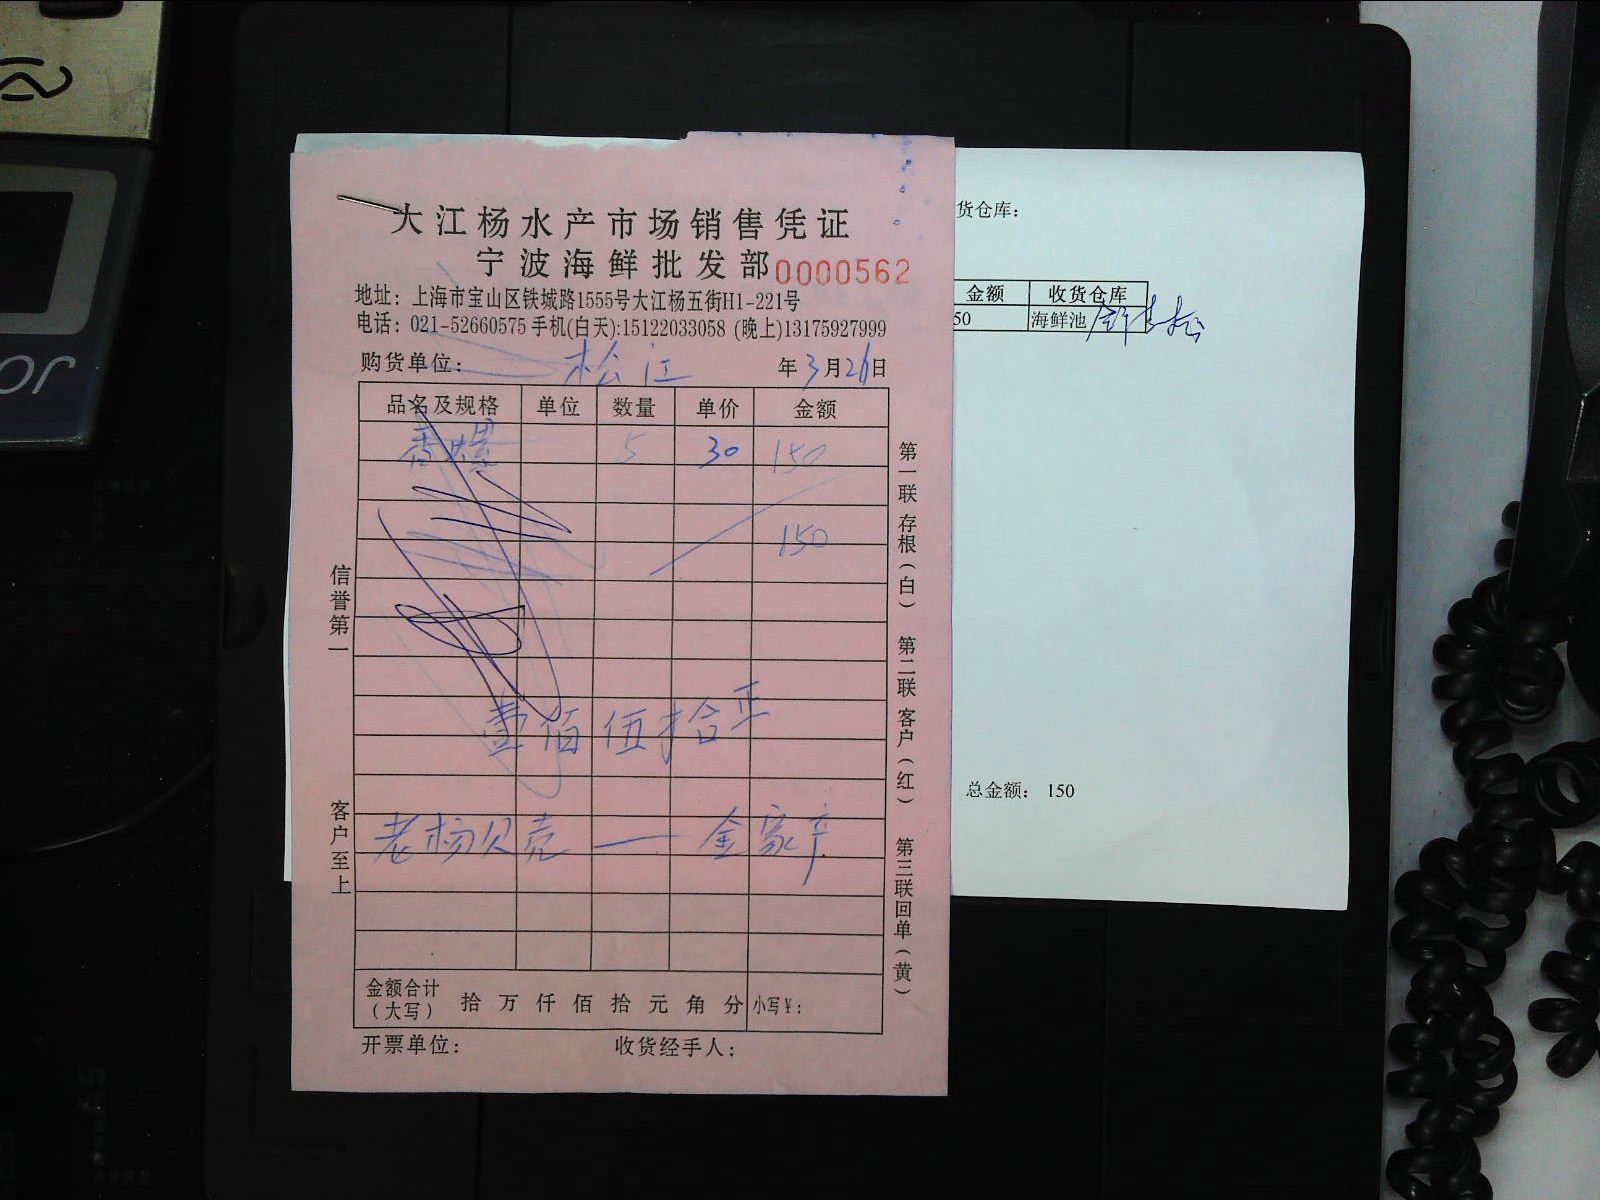 大江杨水产市场销售凭证
宁波海鲜批发部 0000562
地址：上海市宝山区铁城路1555号大江杨五街H1-221号
电话：021-52660575 手机(白天):15122033058 (晚上)13175927999
购货单位： 松江 年3月26日
品名及规格 单位 数量 单价 金额
香螺 5 30 150
150
壹佰伍拾正
老杨贝壳 — 金家
金额合计（大写） 拾 万 仟 佰 拾 元 角 分 小写￥：
开票单位： 收货经手人：
信誉第一
客户至上
第一联 存根（白）
第二联 客户（红）
第三联 回单（黄）
货仓库：
金额 收货仓库
50 海鲜池
总金额： 150
or